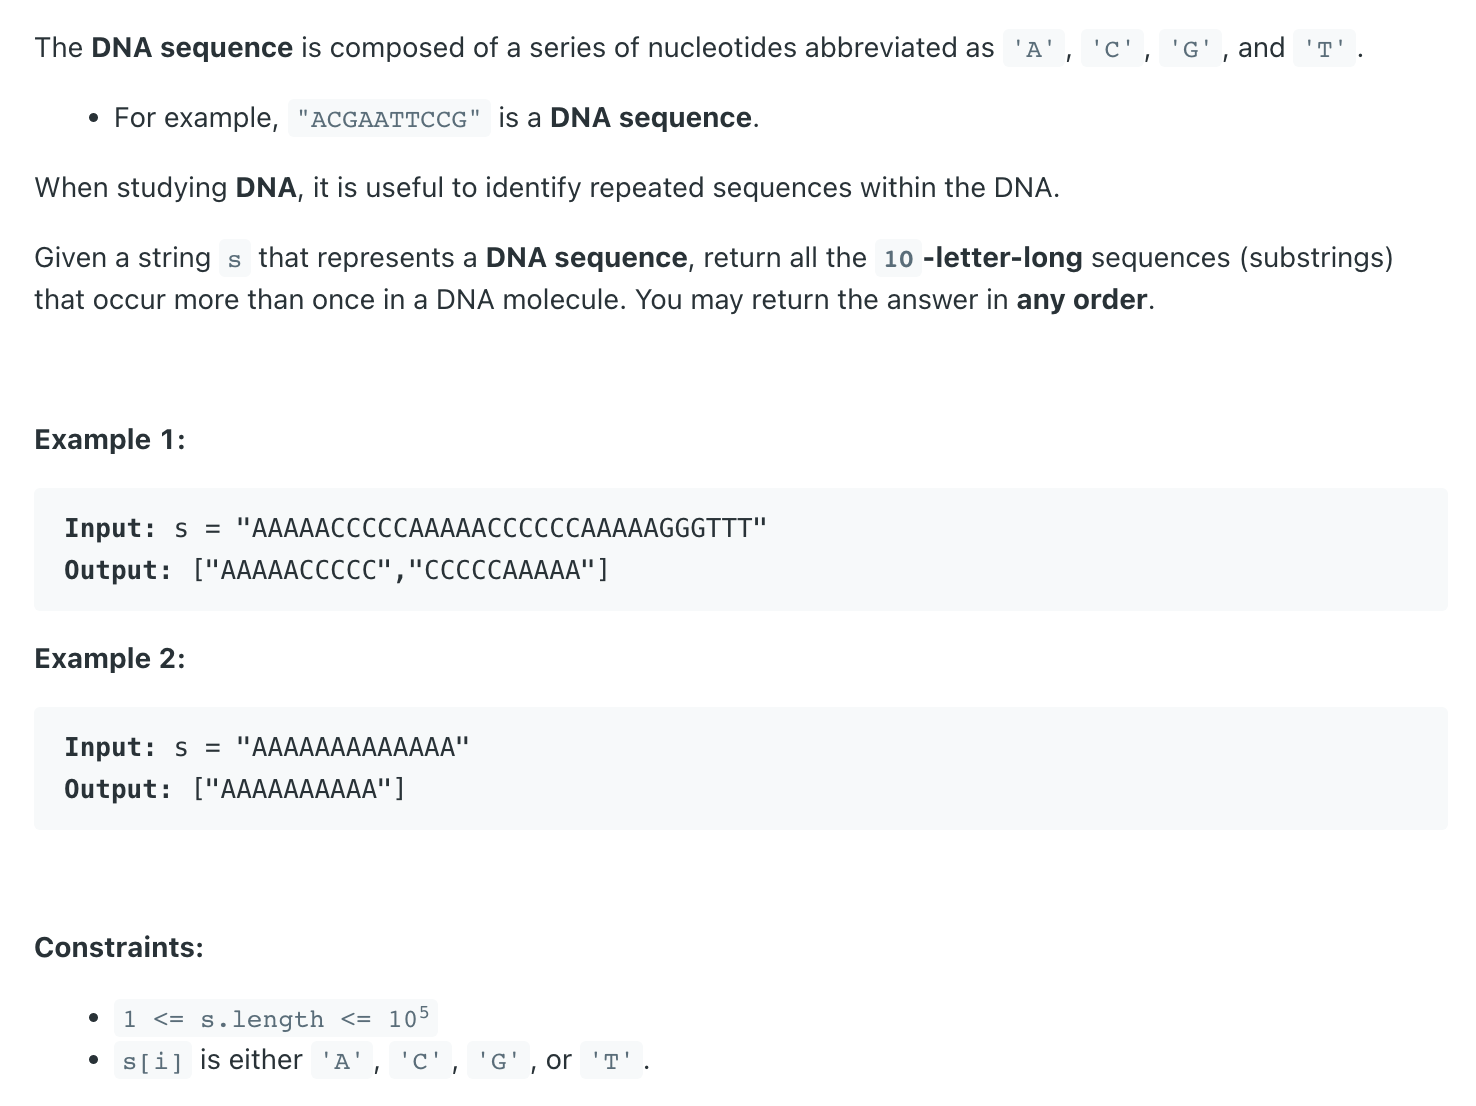 The DNA sequence is composed of a series of nucleotides abbreviated as 'A', 'C', 'G', and 'T'.
• For example, "ACGAATTCCG" is a DNA sequence.
When studying DNA, it is useful to identify repeated sequences within the DNA.
Given a string s that represents a DNA sequence, return all the 10-letter-long sequences (substrings)
that occur more than once in a DNA molecule. You may return the answer in any order.
Example 1:
Input: s = "AAAAACCCCCAAAAACCCCCCAAAAAGGGTTT"
Output: ["AAAAACCCCC","CCCCCAAAAA"]
Example 2:
Input: s = "AAAAAAAAAAAAA"
Output: ["AAAAAAAAAA"]
Constraints:
• 1 <= s.length <= 10⁵
• s[i] is either 'A', 'C', 'G', or 'T'.